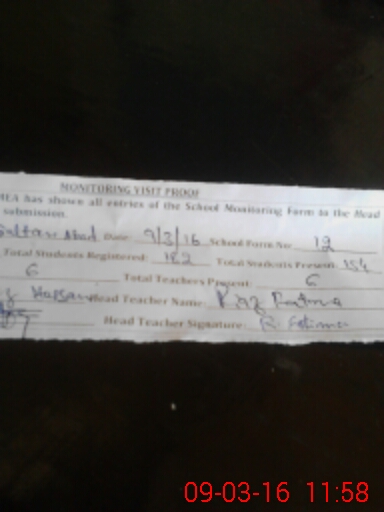 MONITORING VISIT PROOF
MEA has shown all entries of the School Monitoring Form to the Head
submission.
Sultan Abad Date: 9/3/16 School Form No: 12
Total Students Registered: 182 Total Students Present: 154
6 Total Teachers Present: 6
Hassan Head Teacher Name: Fatima
Head Teacher Signature: R Fatima
09-03-16 11:58